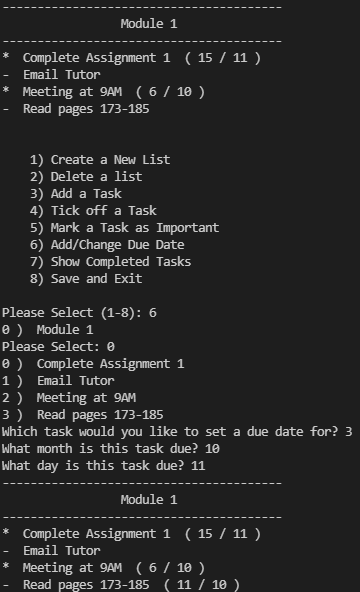 ----------------------------------------
Module 1
----------------------------------------
*  Complete Assignment 1  ( 15 / 11 )
-  Email Tutor
*  Meeting at 9AM  ( 6 / 10 )
-  Read pages 173-185
1) Create a New List
2) Delete a list
3) Add a Task
4) Tick off a Task
5) Mark a Task as Important
6) Add/Change Due Date
7) Show Completed Tasks
8) Save and Exit
Please Select (1-8): 6
0 )  Module 1
Please Select: 0
0 )  Complete Assignment 1
1 )  Email Tutor
2 )  Meeting at 9AM
3 )  Read pages 173-185
Which task would you like to set a due date for? 3
What month is this task due? 10
What day is this task due? 11
----------------------------------------
Module 1
----------------------------------------
*  Complete Assignment 1  ( 15 / 11 )
-  Email Tutor
*  Meeting at 9AM  ( 6 / 10 )
-  Read pages 173-185  ( 11 / 10 )